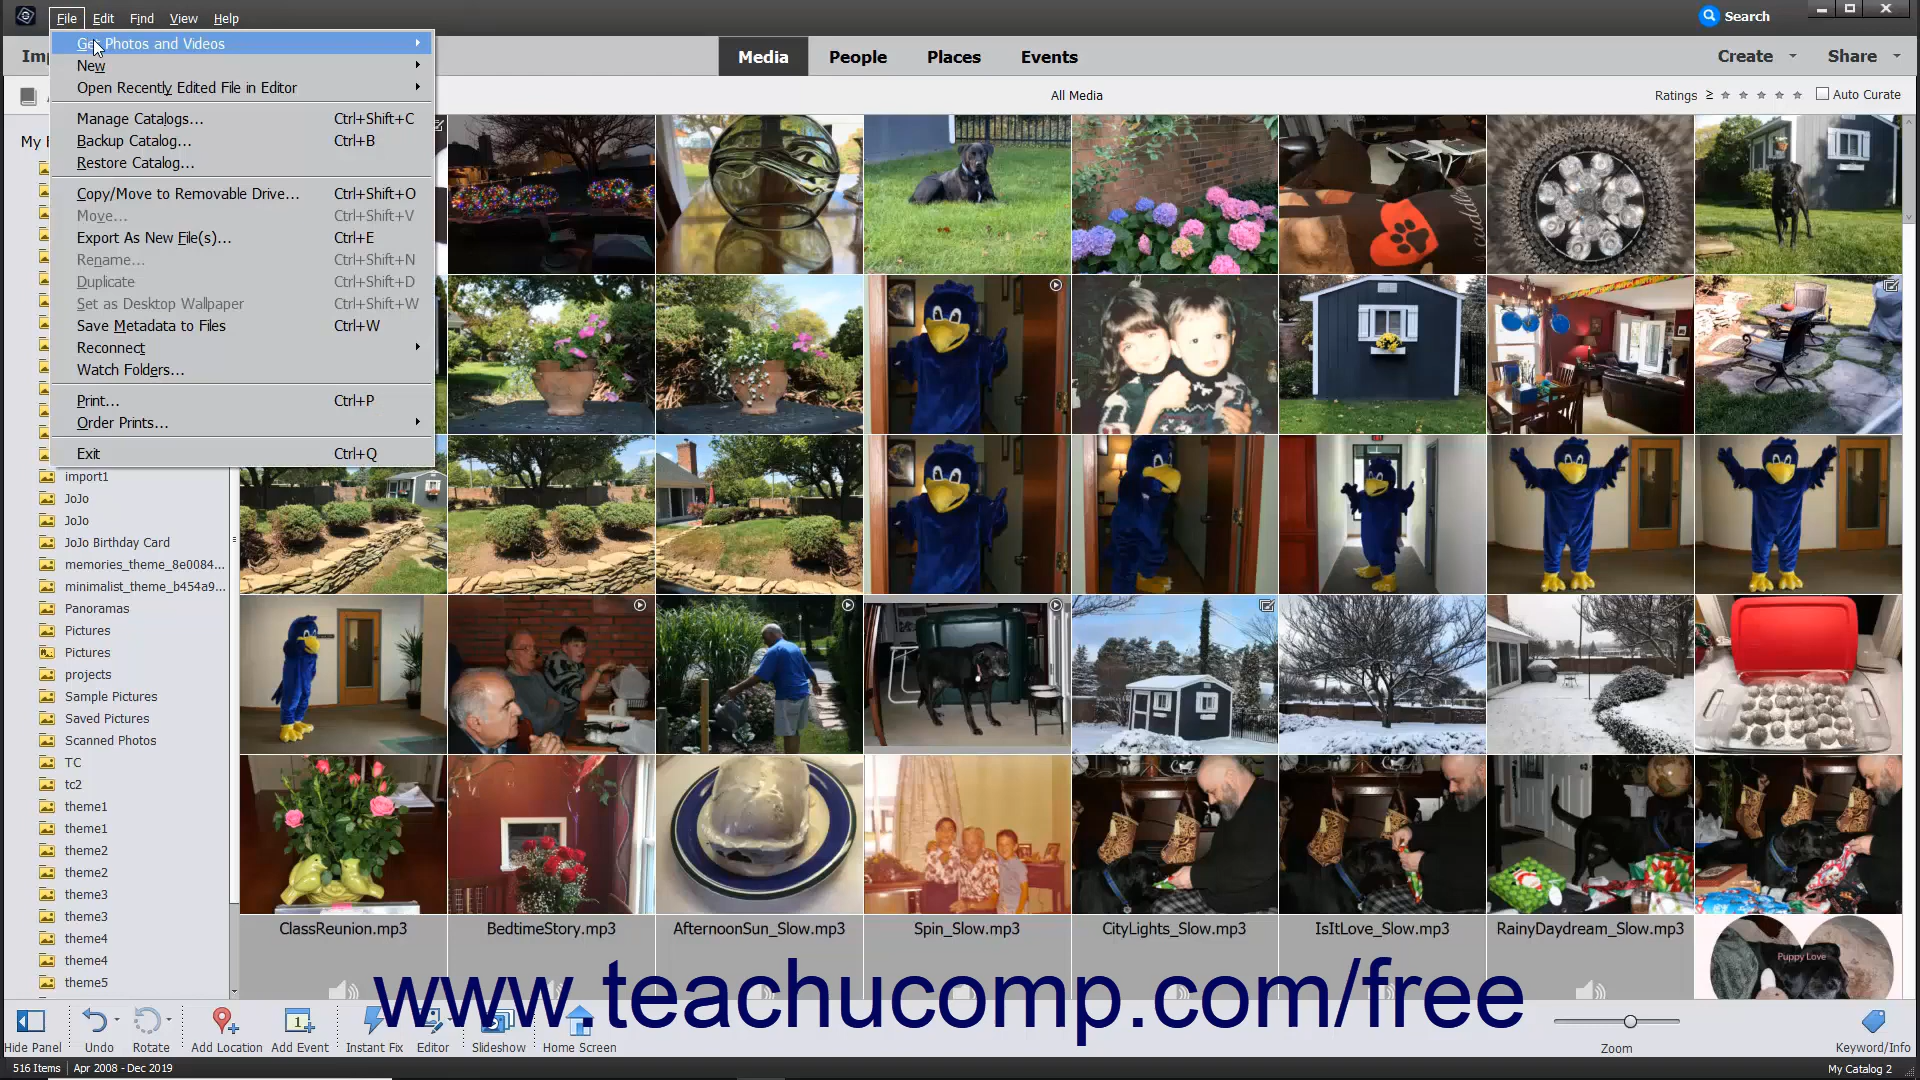 File Edit Find View Help
Search
Get Photos and Videos
New
Open Recently Edited File in Editor
Manage Catalogs... Ctrl+Shift+C
Backup Catalog... Ctrl+B
Restore Catalog...
Copy/Move to Removable Drive... Ctrl+Shift+O
Move... Ctrl+Shift+V
Export As New File(s)... Ctrl+E
Rename... Ctrl+Shift+N
Duplicate Ctrl+Shift+D
Set as Desktop Wallpaper Ctrl+Shift+W
Save Metadata to Files Ctrl+W
Reconnect
Watch Folders...
Print... Ctrl+P
Order Prints...
Exit Ctrl+Q
Media People Places Events
Create Share
All Media
Ratings ≥ Auto Curate
import1
JoJo
JoJo
JoJo Birthday Card
memories_theme_8e0084...
minimalist_theme_b454a9...
Panoramas
Pictures
Pictures
projects
Sample Pictures
Saved Pictures
Scanned Photos
TC
tc2
theme1
theme1
theme2
theme2
theme3
theme3
theme4
theme4
theme5
ClassReunion.mp3 BedtimeStory.mp3 AfternoonSun_Slow.mp3 Spin_Slow.mp3 CityLights_Slow.mp3 IsItLove_Slow.mp3 RainyDaydream_Slow.mp3
Puppy Love
www.teachucomp.com/free
Hide Panel Undo Rotate Add Location Add Event Instant Fix Editor Slideshow Home Screen Zoom Keyword/Info
516 Items Apr 2008 - Dec 2019 My Catalog 2